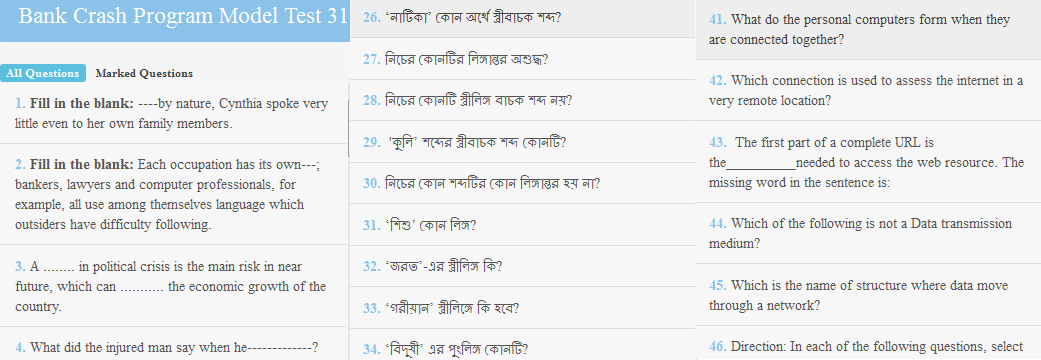 Bank Crash Program Model Test 31
All Questions Marked Questions
1. Fill in the blank: ----by nature, Cynthia spoke very
little even to her own family members.
2. Fill in the blank: Each occupation has its own---;
bankers, lawyers and computer professionals, for
example, all use among themselves language which
outsiders have difficulty following.
3. A ........ in political crisis is the main risk in near
future, which can ........... the economic growth of the
country.
4. What did the injured man say when he-------------?
26. ‘নাটিকা’ কোন অর্থে স্ত্রীবাচক শব্দ?
27. নিচের কোনটির লিঙ্গান্তর অশুদ্ধ?
28. নিচের কোনটি স্ত্রীলিঙ্গ বাচক শব্দ নয়?
29. 'কুলি’ শব্দের স্ত্রীবাচক শব্দ কোনটি?
30. নিচের কোন শব্দটির কোন লিঙ্গান্তর হয় না?
31. ‘শিশু’ কোন লিঙ্গ?
32. ‘জরত’-এর স্ত্রীলিঙ্গ কি?
33. ‘গরীয়ান’ স্ত্রীলিঙ্গে কি হবে?
34. ‘বিদুষী’ এর পুংলিঙ্গ কোনটি?
41. What do the personal computers form when they
are connected together?
42. Which connection is used to assess the internet in a
very remote location?
43. The first part of a complete URL is
the__________needed to access the web resource. The
missing word in the sentence is:
44. Which of the following is not a Data transmission
medium?
45. Which is the name of structure where data move
through a network?
46. Direction: In each of the following questions, select